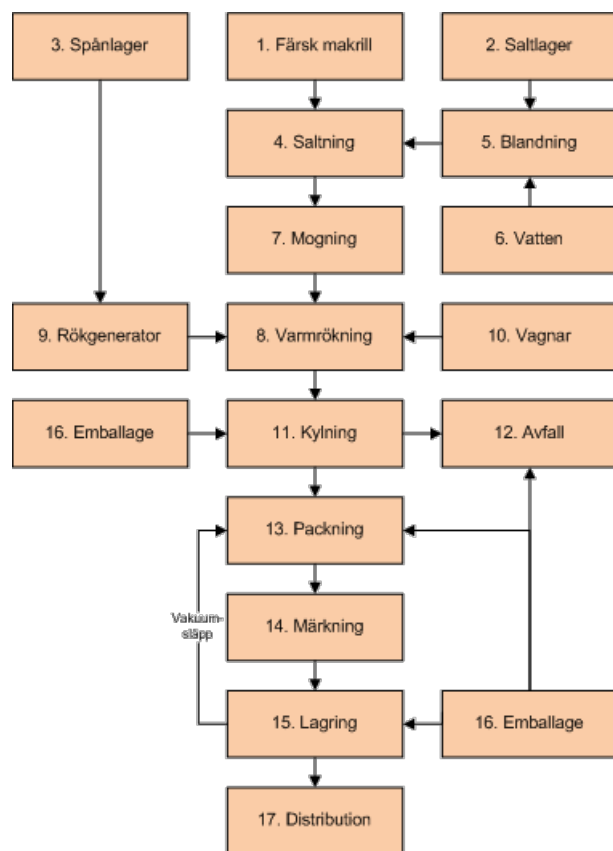 3. Spånlager
1. Färsk makrill
2. Saltlager
4. Saltning
5. Blandning
7. Mogning
6. Vatten
9. Rökgenerator
8. Varmrökning
10. Vagnar
16. Emballage
11. Kylning
12. Avfall
13. Packning
Vakuum-
släpp
14. Märkning
15. Lagring
16. Emballage
17. Distribution